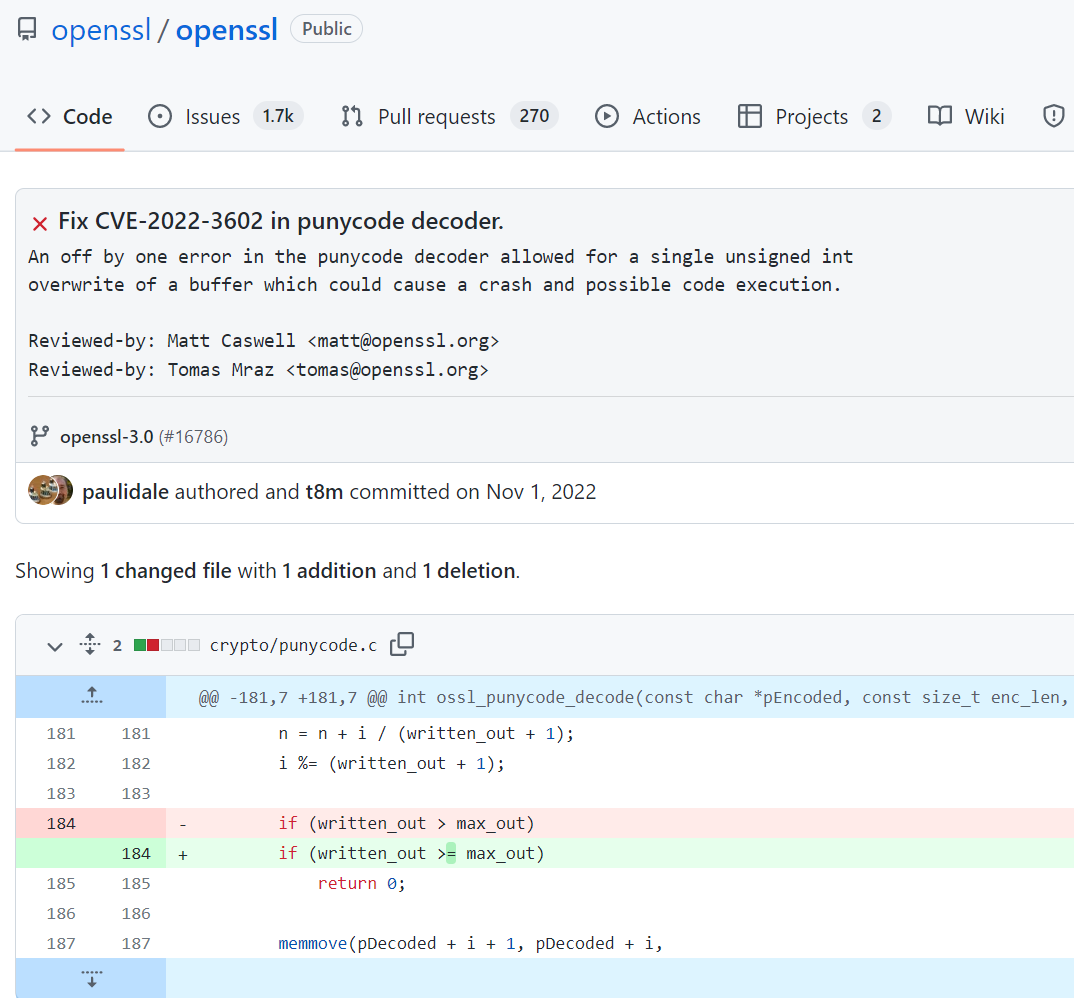 openssl / openssl Public
Code Issues 1.7k Pull requests 270 Actions Projects 2 Wiki
Fix CVE-2022-3602 in punycode decoder.
An off by one error in the punycode decoder allowed for a single unsigned int
overwrite of a buffer which could cause a crash and possible code execution.
Reviewed-by: Matt Caswell <matt@openssl.org>
Reviewed-by: Tomas Mraz <tomas@openssl.org>
openssl-3.0 (#16786)
paulidale authored and t8m committed on Nov 1, 2022
Showing 1 changed file with 1 addition and 1 deletion.
2 crypto/punycode.c
@@ -181,7 +181,7 @@ int ossl_punycode_decode(const char *pEncoded, const size_t enc_len,
181 181 n = n + i / (written_out + 1);
182 182 i %= (written_out + 1);
183 183
184 - if (written_out > max_out)
184 + if (written_out >= max_out)
185 185 return 0;
186 186
187 187 memmove(pDecoded + i + 1, pDecoded + i,